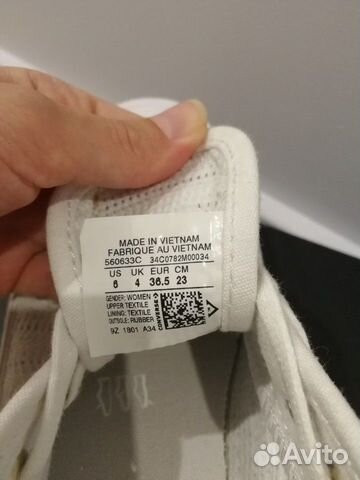 MADE IN VIETNAM
FABRIQUE AU VIETNAM
560633C 34C0782M00034
US UK EUR CM
6 4 36.5 23
GENDER: WOMEN
UPPER: TEXTILE
LINING: TEXTILE
OUTSOLE: RUBBER
9Z 1801 A34
CONVERSE
Avito